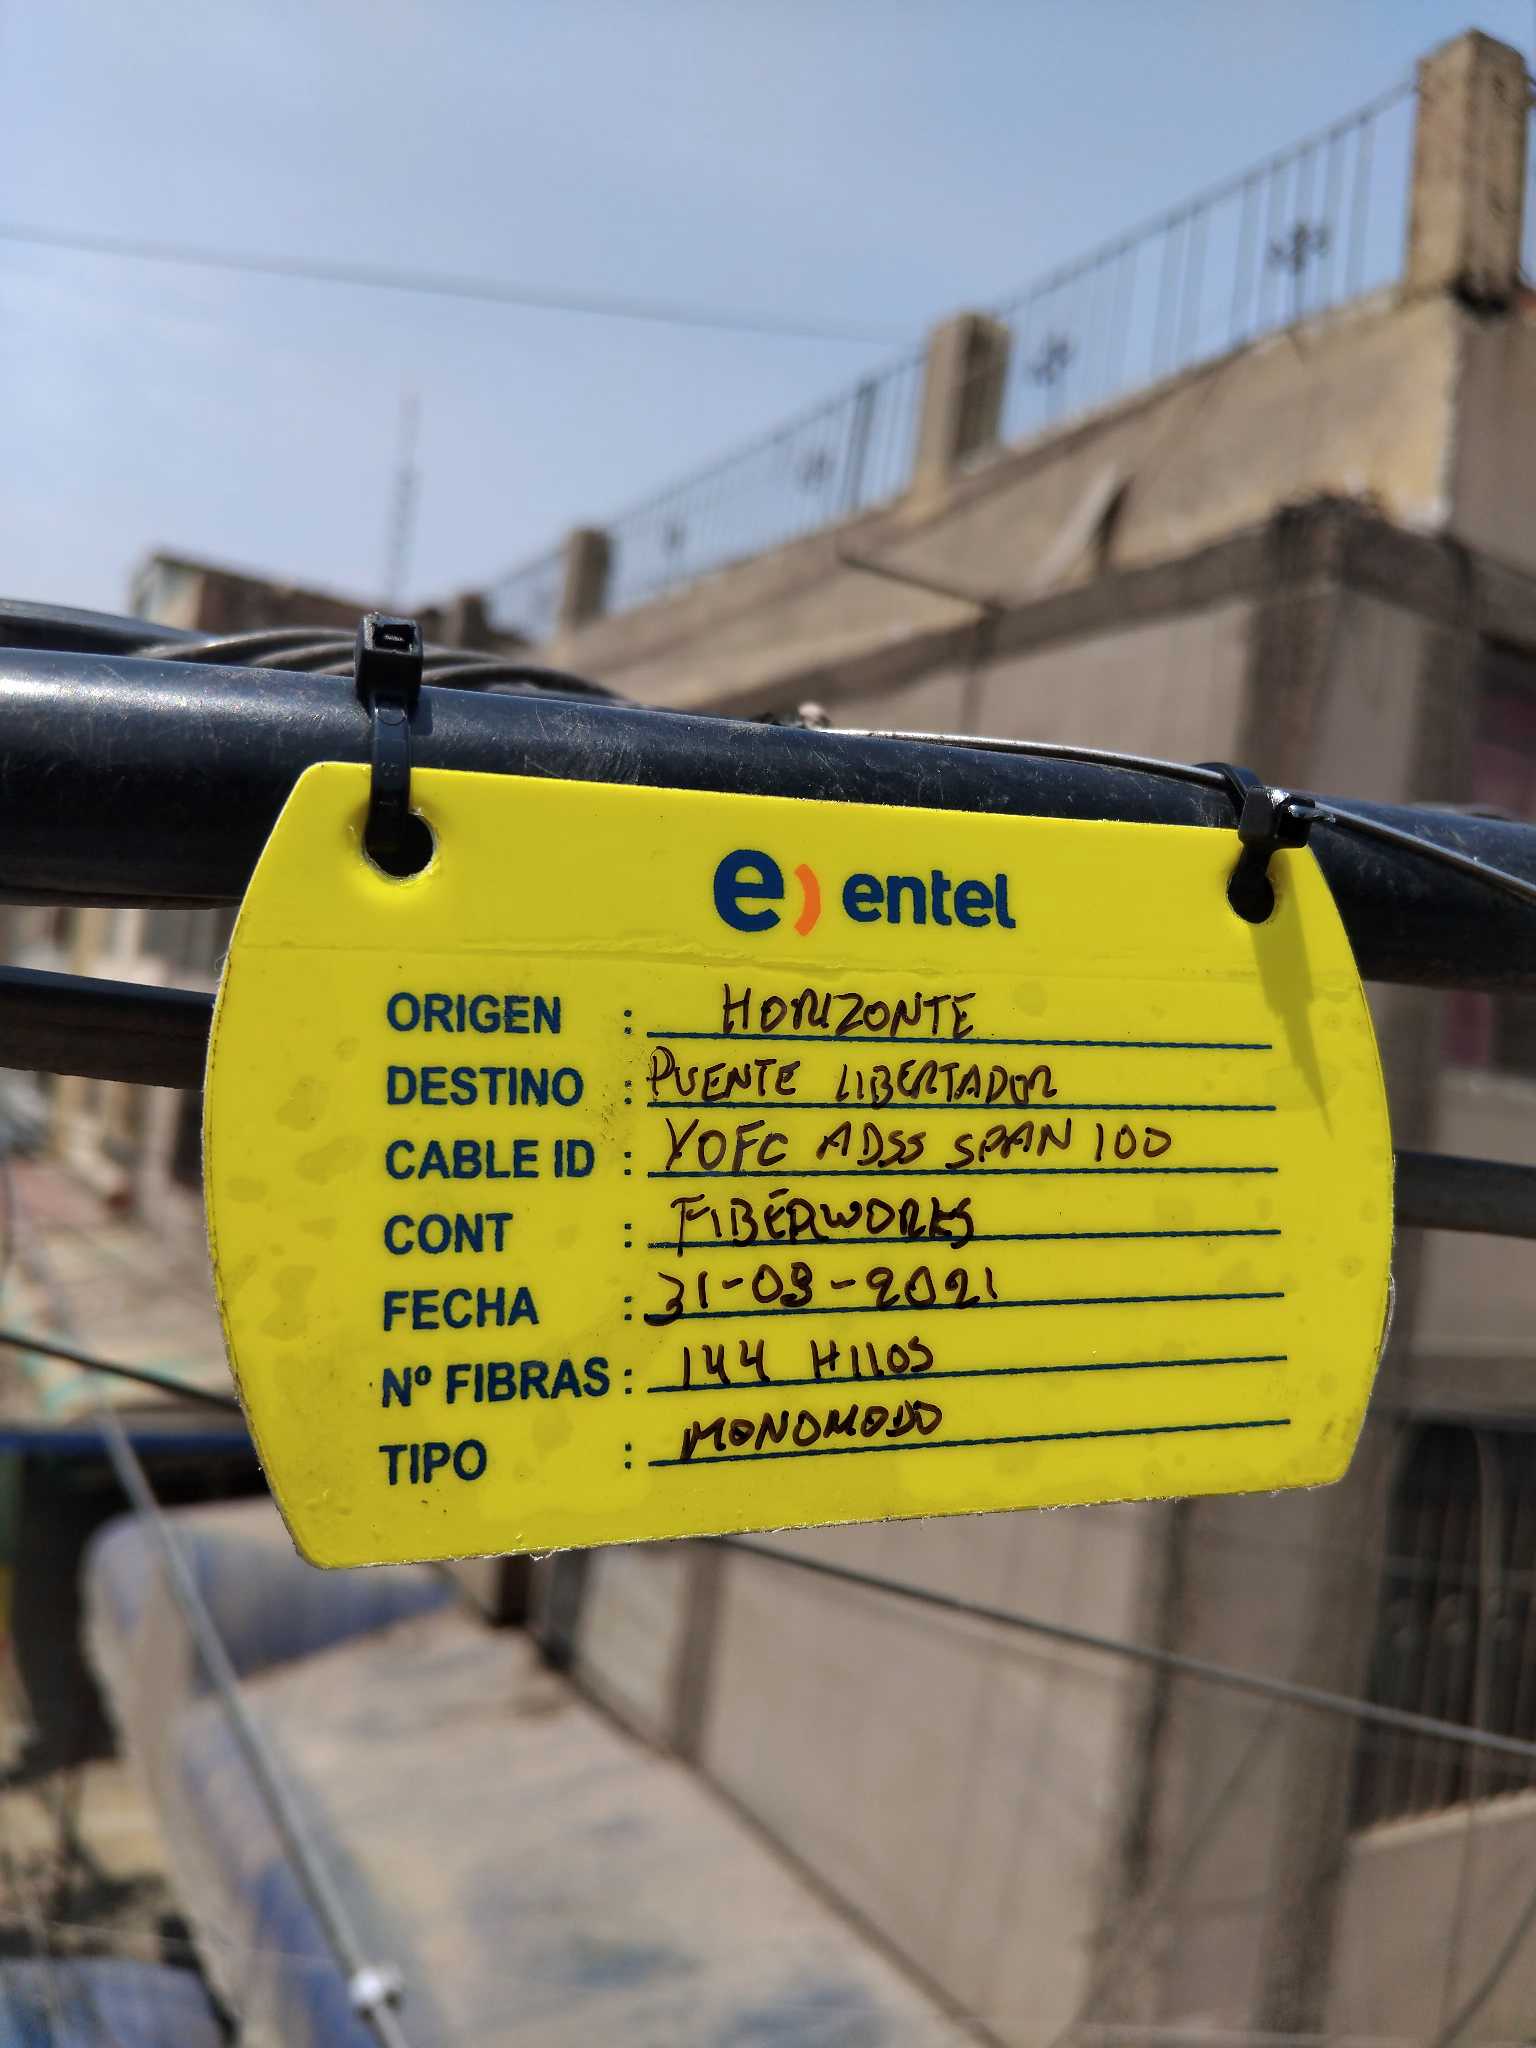 e) entel
ORIGEN : HORIZONTE
DESTINO : PUENTE LIBERTADOR
CABLE ID : YOFC ADSS SPAN 100
CONT : FIBERWORKS
FECHA : 31-08-2021
Nº FIBRAS : 144 HILOS
TIPO : MONOMODO